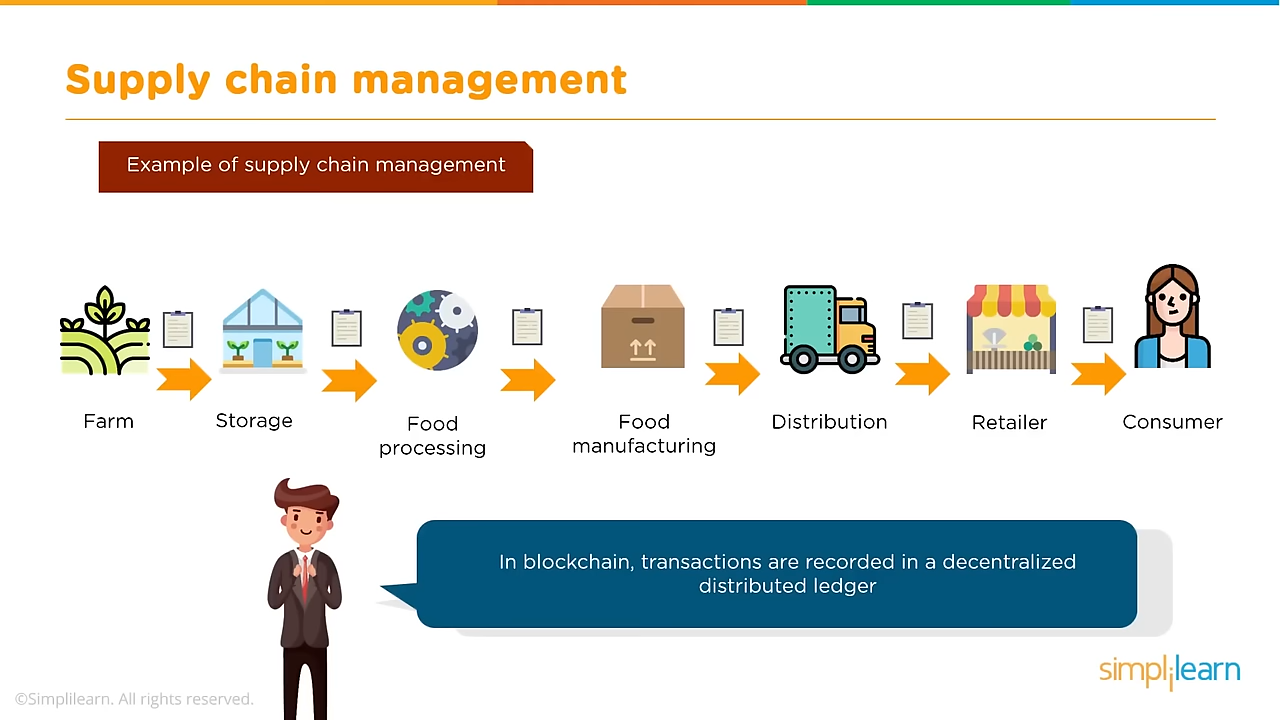 Supply chain management
Example of supply chain management
Farm
Storage
Food
processing
Food
manufacturing
Distribution
Retailer
Consumer
In blockchain, transactions are recorded in a decentralized
distributed ledger
simplilearn
©Simplilearn. All rights reserved.